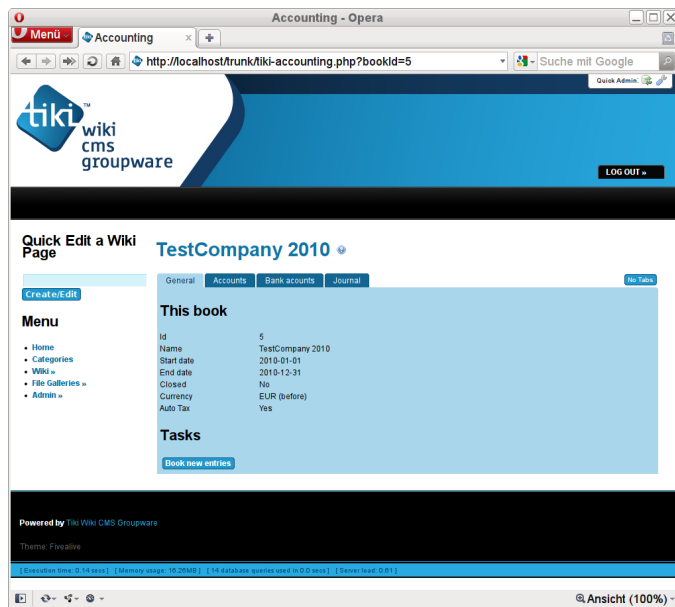 Accounting - Opera
Menü
Accounting
http://localhost/trunk/tiki-accounting.php?bookId=5
Suche mit Google
Quick Admin:
tiki™
wiki
cms
groupware
LOG OUT »
Quick Edit a Wiki
Page
Create/Edit
Menu
Home
Categories
Wiki »
File Galleries »
Admin »
TestCompany 2010
General Accounts Bank acounts Journal
No Tabs
This book
Id 5
Name TestCompany 2010
Start date 2010-01-01
End date 2010-12-31
Closed No
Currency EUR (before)
Auto Tax Yes
Tasks
Book new entries
Powered by Tiki Wiki CMS Groupware
Theme: Fivealive
[ Execution time: 0.14 secs ] [ Memory usage: 16.26MB ] [ 14 database queries used in 0.0 secs ] [ Server load: 0.61 ]
Ansicht (100%)